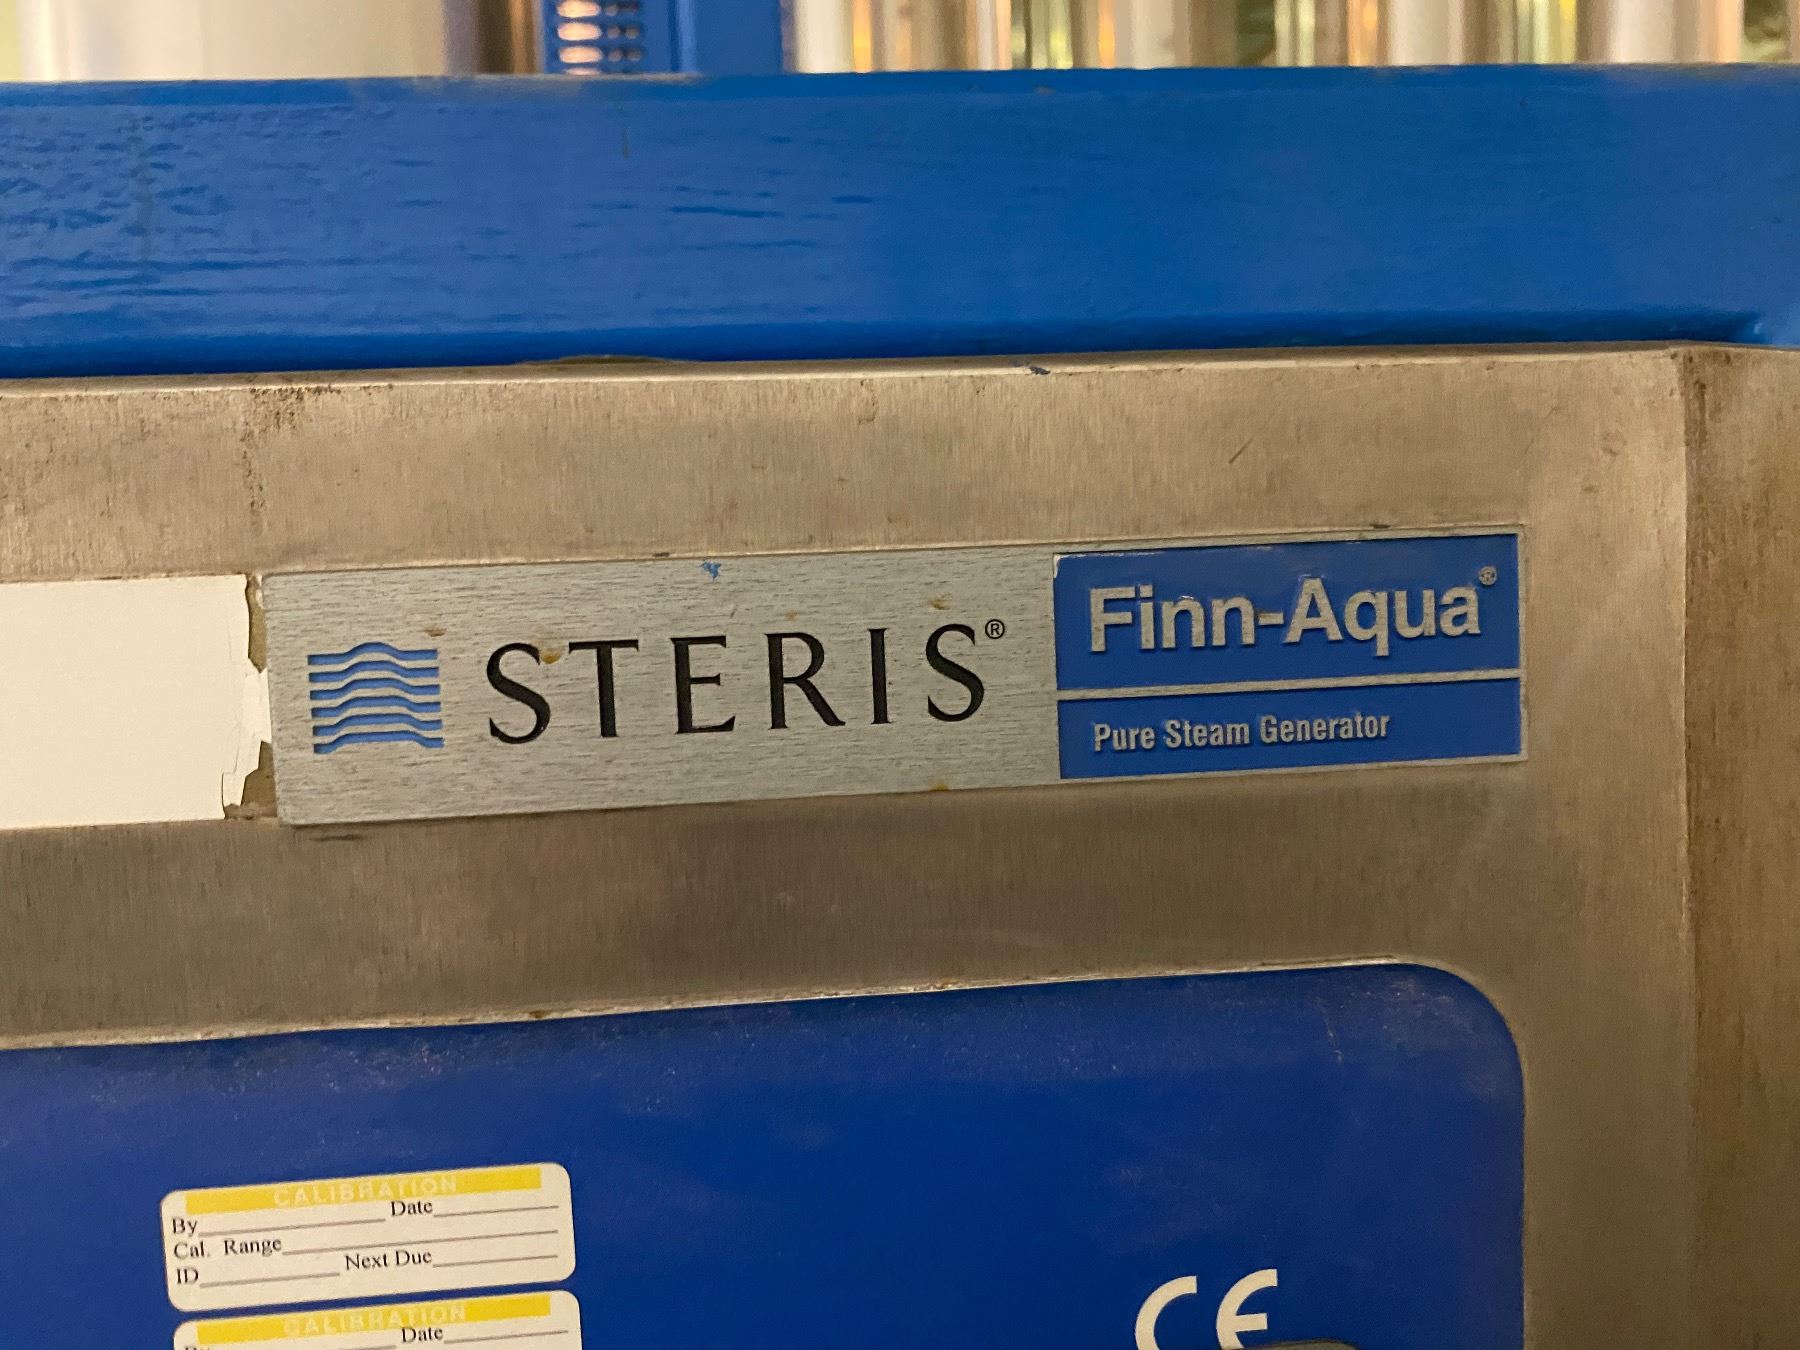 STERIS®
Finn-Aqua®
Pure Steam Generator
CALIBRATION
By Date
Cal. Range
ID Next Due
CALIBRATION
Date
CE